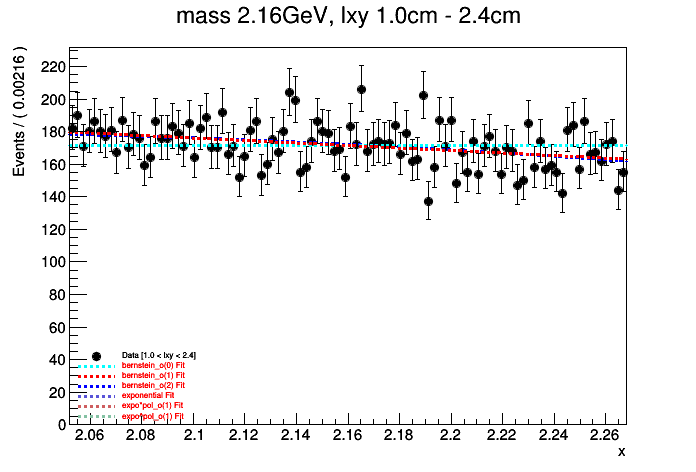 mass 2.16GeV, lxy 1.0cm - 2.4cm
Events / ( 0.00216 )
220
200
180
160
140
120
100
80
60
40
20
0
Data [1.0 < lxy < 2.4]
bernstein_o(0) Fit
bernstein_o(1) Fit
bernstein_o(2) Fit
exponential Fit
expo*pol_o(1) Fit
expo*pol_o(1) Fit
2.06 2.08 2.1 2.12 2.14 2.16 2.18 2.2 2.22 2.24 2.26
x